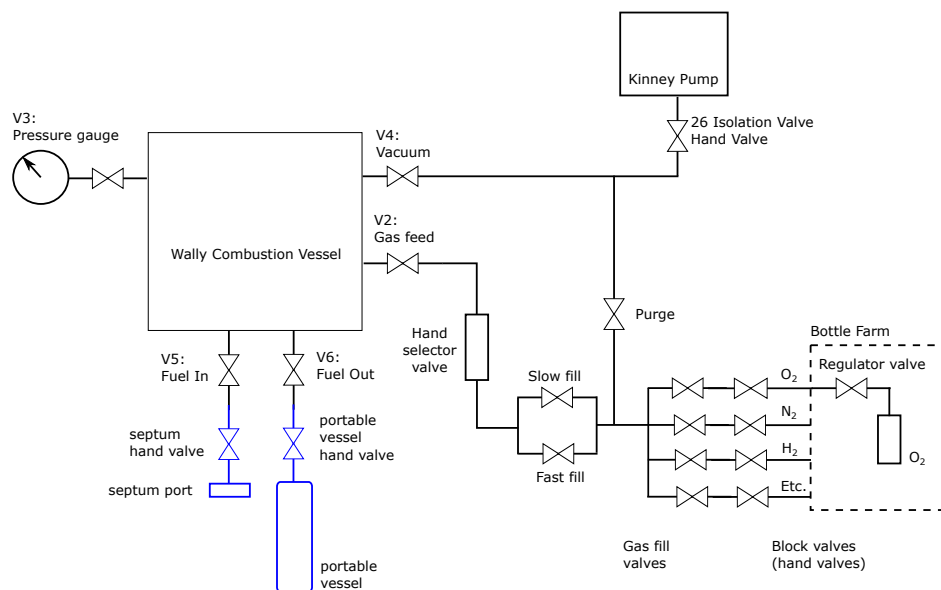 Kinney Pump
V3:
Pressure gauge
V4:
Vacuum
26 Isolation Valve
Hand Valve
V2:
Gas feed
Wally Combustion Vessel
Purge
Hand
selector
valve
Bottle Farm
Regulator valve
V5:
Fuel In
V6:
Fuel Out
Slow fill
O2
N2
H2
Etc.
O2
septum
hand valve
portable
vessel
hand valve
Fast fill
septum port
Gas fill
valves
Block valves
(hand valves)
portable
vessel